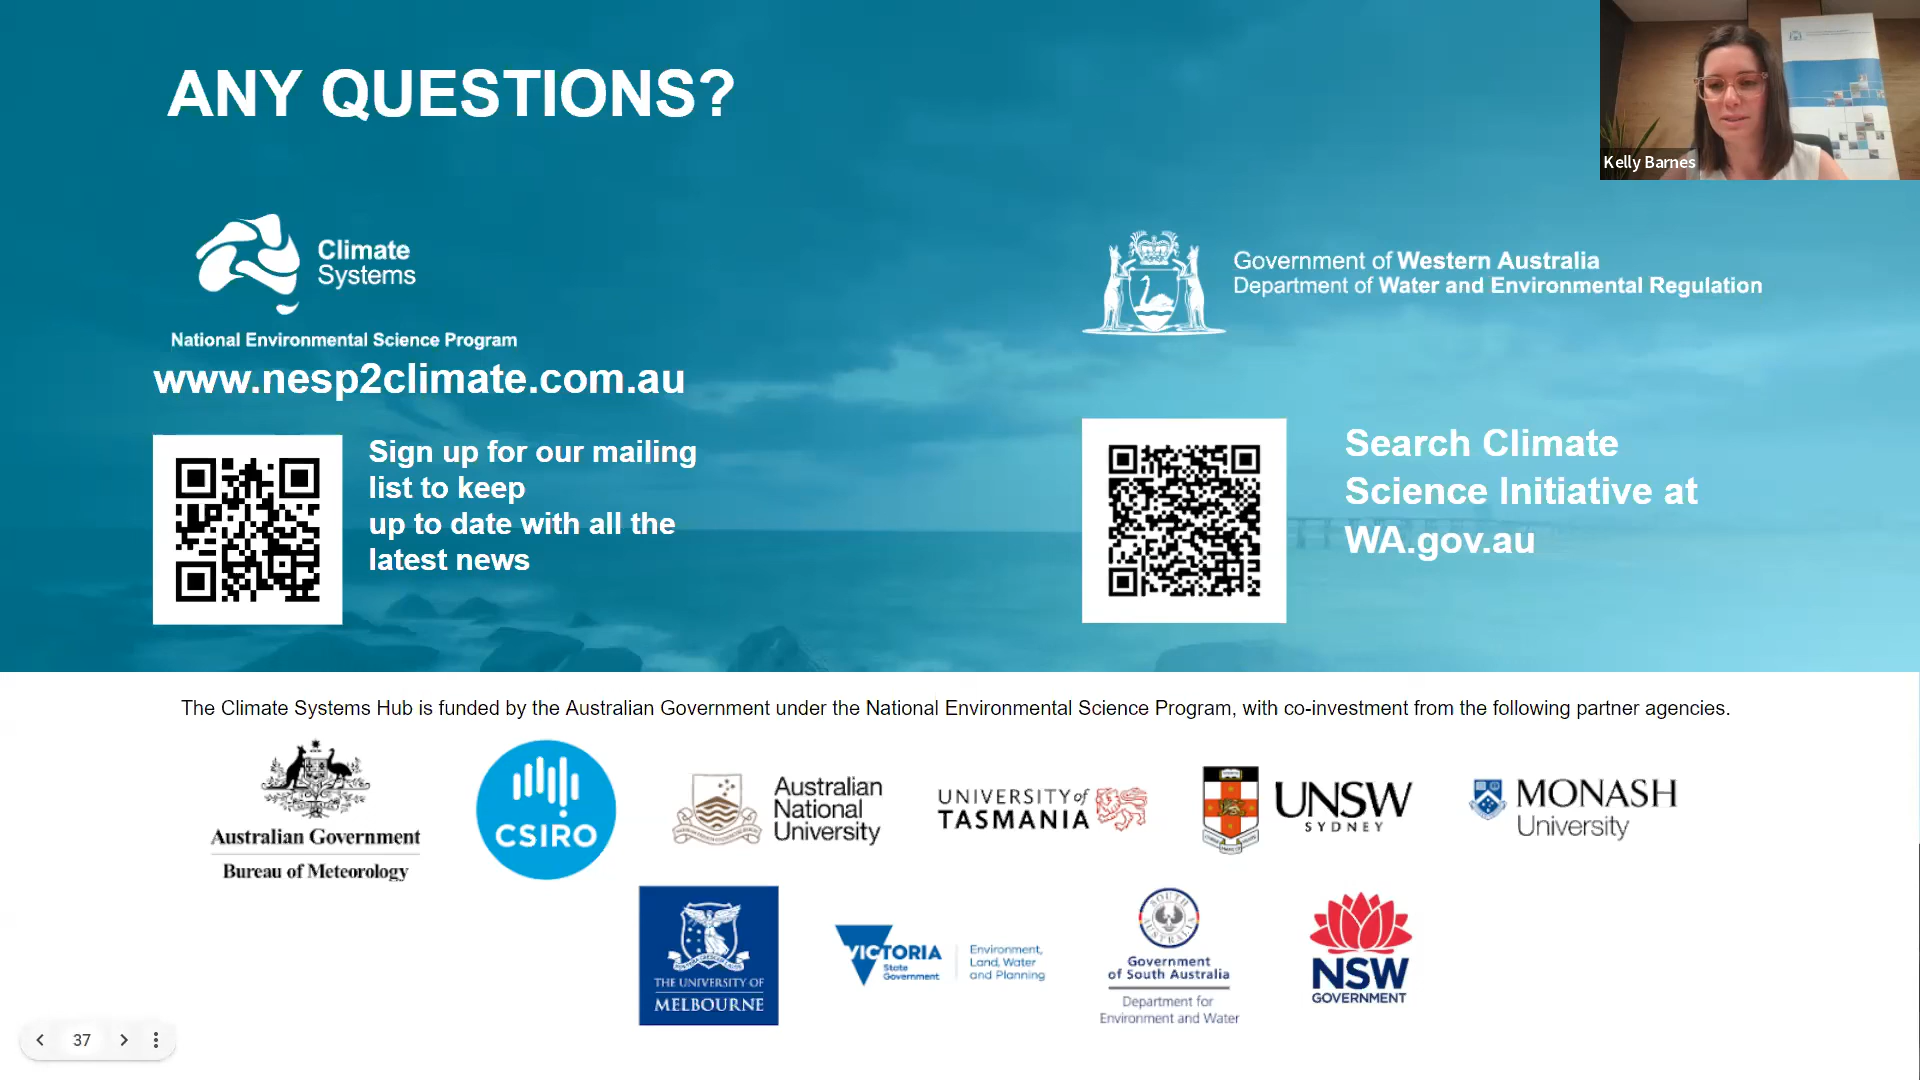 ANY QUESTIONS?
Kelly Barnes
Climate
Systems
National Environmental Science Program
www.nesp2climate.com.au
Sign up for our mailing
list to keep
up to date with all the
latest news
Government of Western Australia
Department of Water and Environmental Regulation
Search Climate
Science Initiative at
WA.gov.au
The Climate Systems Hub is funded by the Australian Government under the National Environmental Science Program, with co-investment from the following partner agencies.
Australian Government
Bureau of Meteorology
CSIRO
Australian
National
University
UNIVERSITY of
TASMANIA
UNSW
SYDNEY
MONASH
University
THE UNIVERSITY OF
MELBOURNE
VICTORIA
State
Government
Environment,
Land, Water
and Planning
SOUTH
AUSTRALIA
Government
of South Australia
Department for
Environment and Water
NSW
GOVERNMENT
37